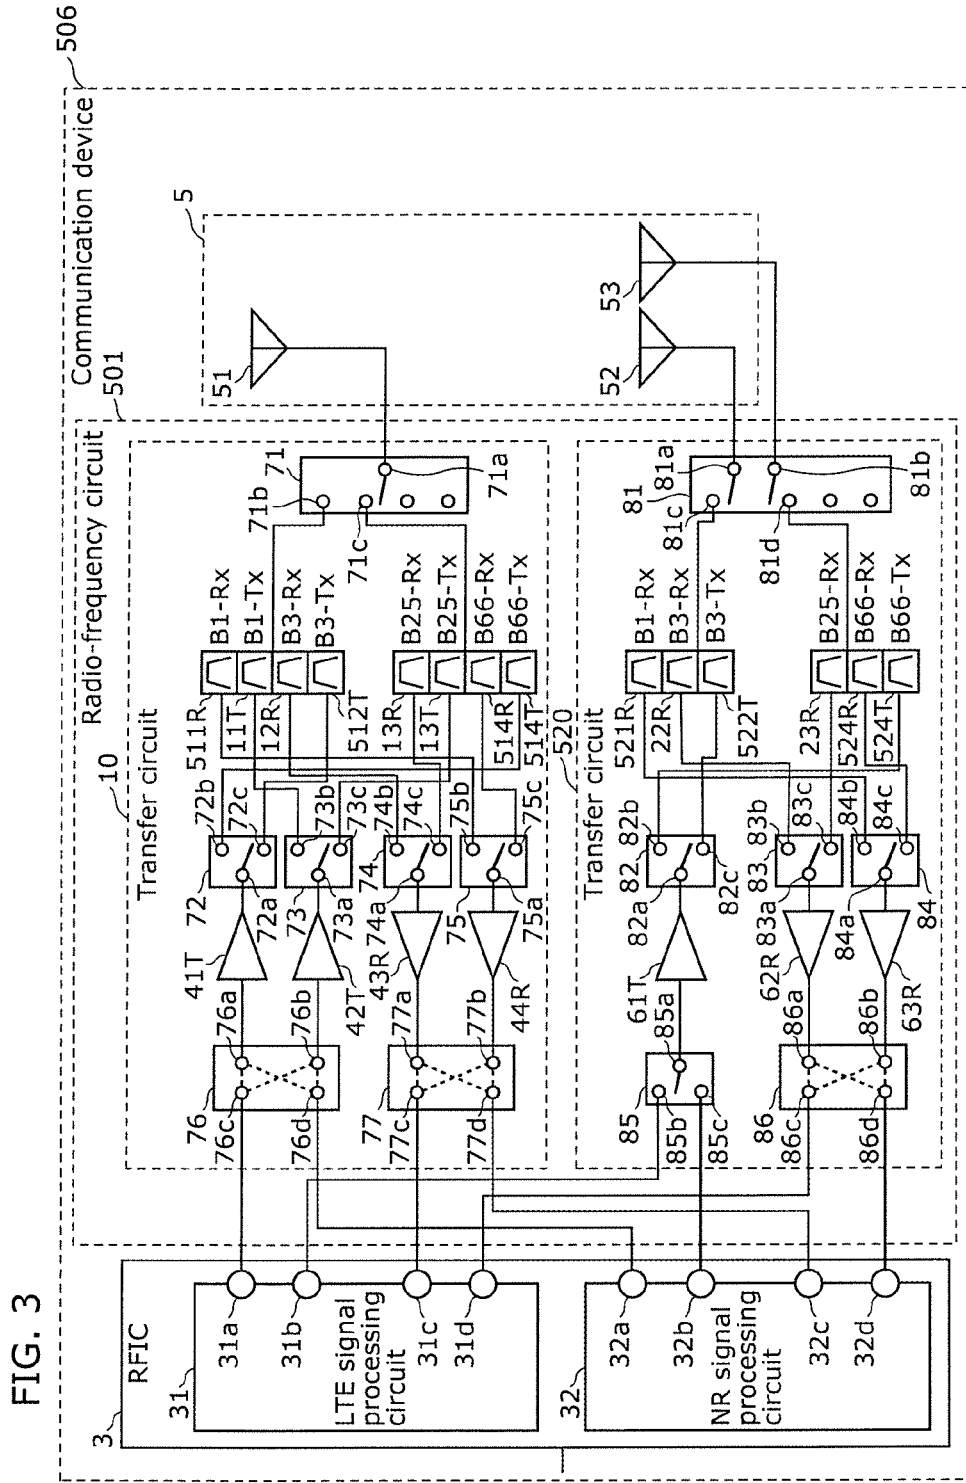 FIG. 3
506
Communication device
501
Radio-frequency circuit
5
51
52
53
10
Transfer circuit
3
RFIC
31
LTE signal
processing
circuit
31a
31b
31c
31d
32
NR signal
processing
circuit
32a
32b
32c
32d
76
76a
76b
76c
76d
77
77a
77b
77c
77d
41T
42T
43R
44R
72
72a
72b
72c
73
73a
73b
73c
74
74a
74b
74c
75
75a
75b
75c
511R
11T
12R
512T
13R
13T
514R
514T
B1-Rx
B1-Tx
B3-Rx
B3-Tx
B25-Rx
B25-Tx
B66-Rx
B66-Tx
71
71a
71b
71c
520
Transfer circuit
85
85a
85b
85c
86
86a
86b
86c
86d
61T
62R
63R
82
82a
82b
82c
83
83a
83b
83c
84
84a
84b
84c
521R
22R
522T
23R
524R
524T
B1-Rx
B3-Rx
B3-Tx
B25-Rx
B66-Rx
B66-Tx
81
81a
81b
81c
81d